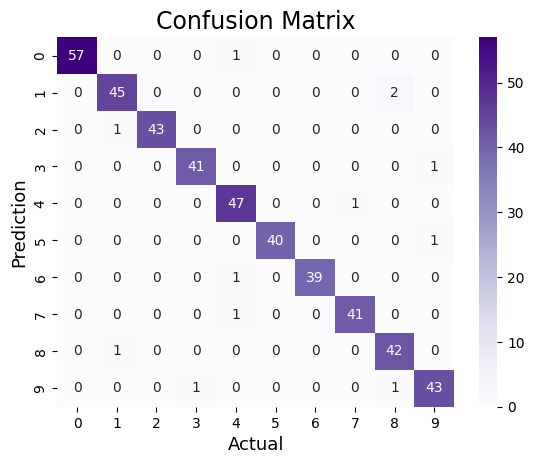 Confusion Matrix
Prediction
0 57 0 0 0 1 0 0 0 0 0
1 0 45 0 0 0 0 0 0 2 0
2 0 1 43 0 0 0 0 0 0 0
3 0 0 0 41 0 0 0 0 0 1
4 0 0 0 0 47 0 0 1 0 0
5 0 0 0 0 0 40 0 0 0 1
6 0 0 0 0 1 0 39 0 0 0
7 0 0 0 0 1 0 0 41 0 0
8 0 1 0 0 0 0 0 0 42 0
9 0 0 0 1 0 0 0 0 1 43
0 1 2 3 4 5 6 7 8 9
Actual
50
40
30
20
10
0